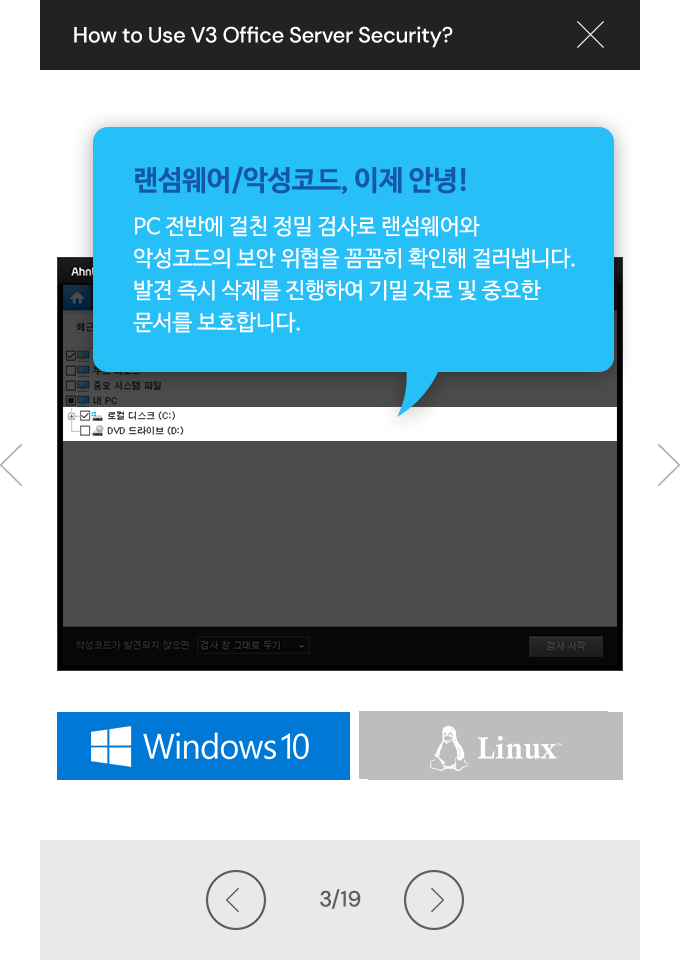 How to Use V3 Office Server Security?
랜섬웨어/악성코드, 이제 안녕!
PC 전반에 걸친 정밀 검사로 랜섬웨어와
악성코드의 보안 위협을 꼼꼼히 확인해 걸러냅니다.
발견 즉시 삭제를 진행하여 기밀 자료 및 중요한
문서를 보호합니다.
최근
중요 시스템 파일
내 PC
로컬 디스크 (C:)
DVD 드라이브 (D:)
악성코드가 발견되지 않으면 검사 창 그대로 두기 검사 시작
Windows 10 Linux™
3/19